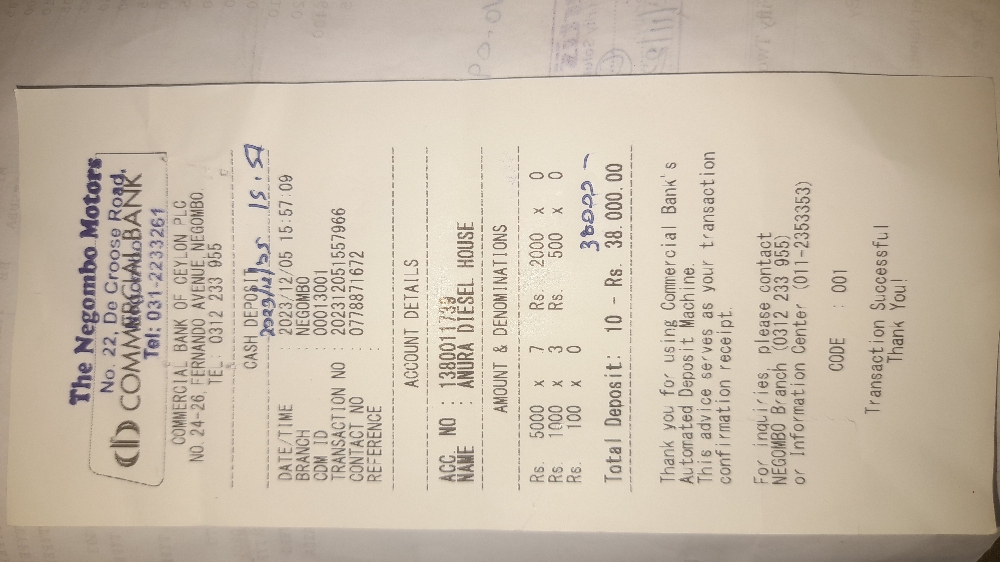 The Negombo Motors
No. 22, De Croose Road,
Negombo
Tel: 031-2233261
COMMERCIAL BANK
COMMERCIAL BANK OF CEYLON PLC
NO. 24-26, FERNANDO AVENUE, NEGOMBO.
TEL: 0312 233 955
CASH DEPOSIT
2023/12/05 15:57
DATE/TIME : 2023/12/05 15:57:09
BRANCH : NEGOMBO
CDM ID : 00013001
TRANSACTION NO : 202312051557966
CONTACT NO : 0778871672
REFERENCE :
ACCOUNT DETAILS
ACC. NO : 1380011739
NAME : ANURA DIESEL HOUSE
AMOUNT & DENOMINATIONS
Rs. 5000 x 7 Rs. 2000 x 0
Rs. 1000 x 3 Rs. 500 x 0
Rs. 100 x 0
38000 -
Total Deposit: 10 - Rs. 38,000.00
Thank you for using Commercial Bank's
Automated Deposit Machine.
This advice serves as your transaction
confirmation receipt.
For inquiries, please contact
NEGOMBO Branch (0312 233 955)
or Information Center (011-2353353)
CODE : 001
Transaction Successful
Thank You!